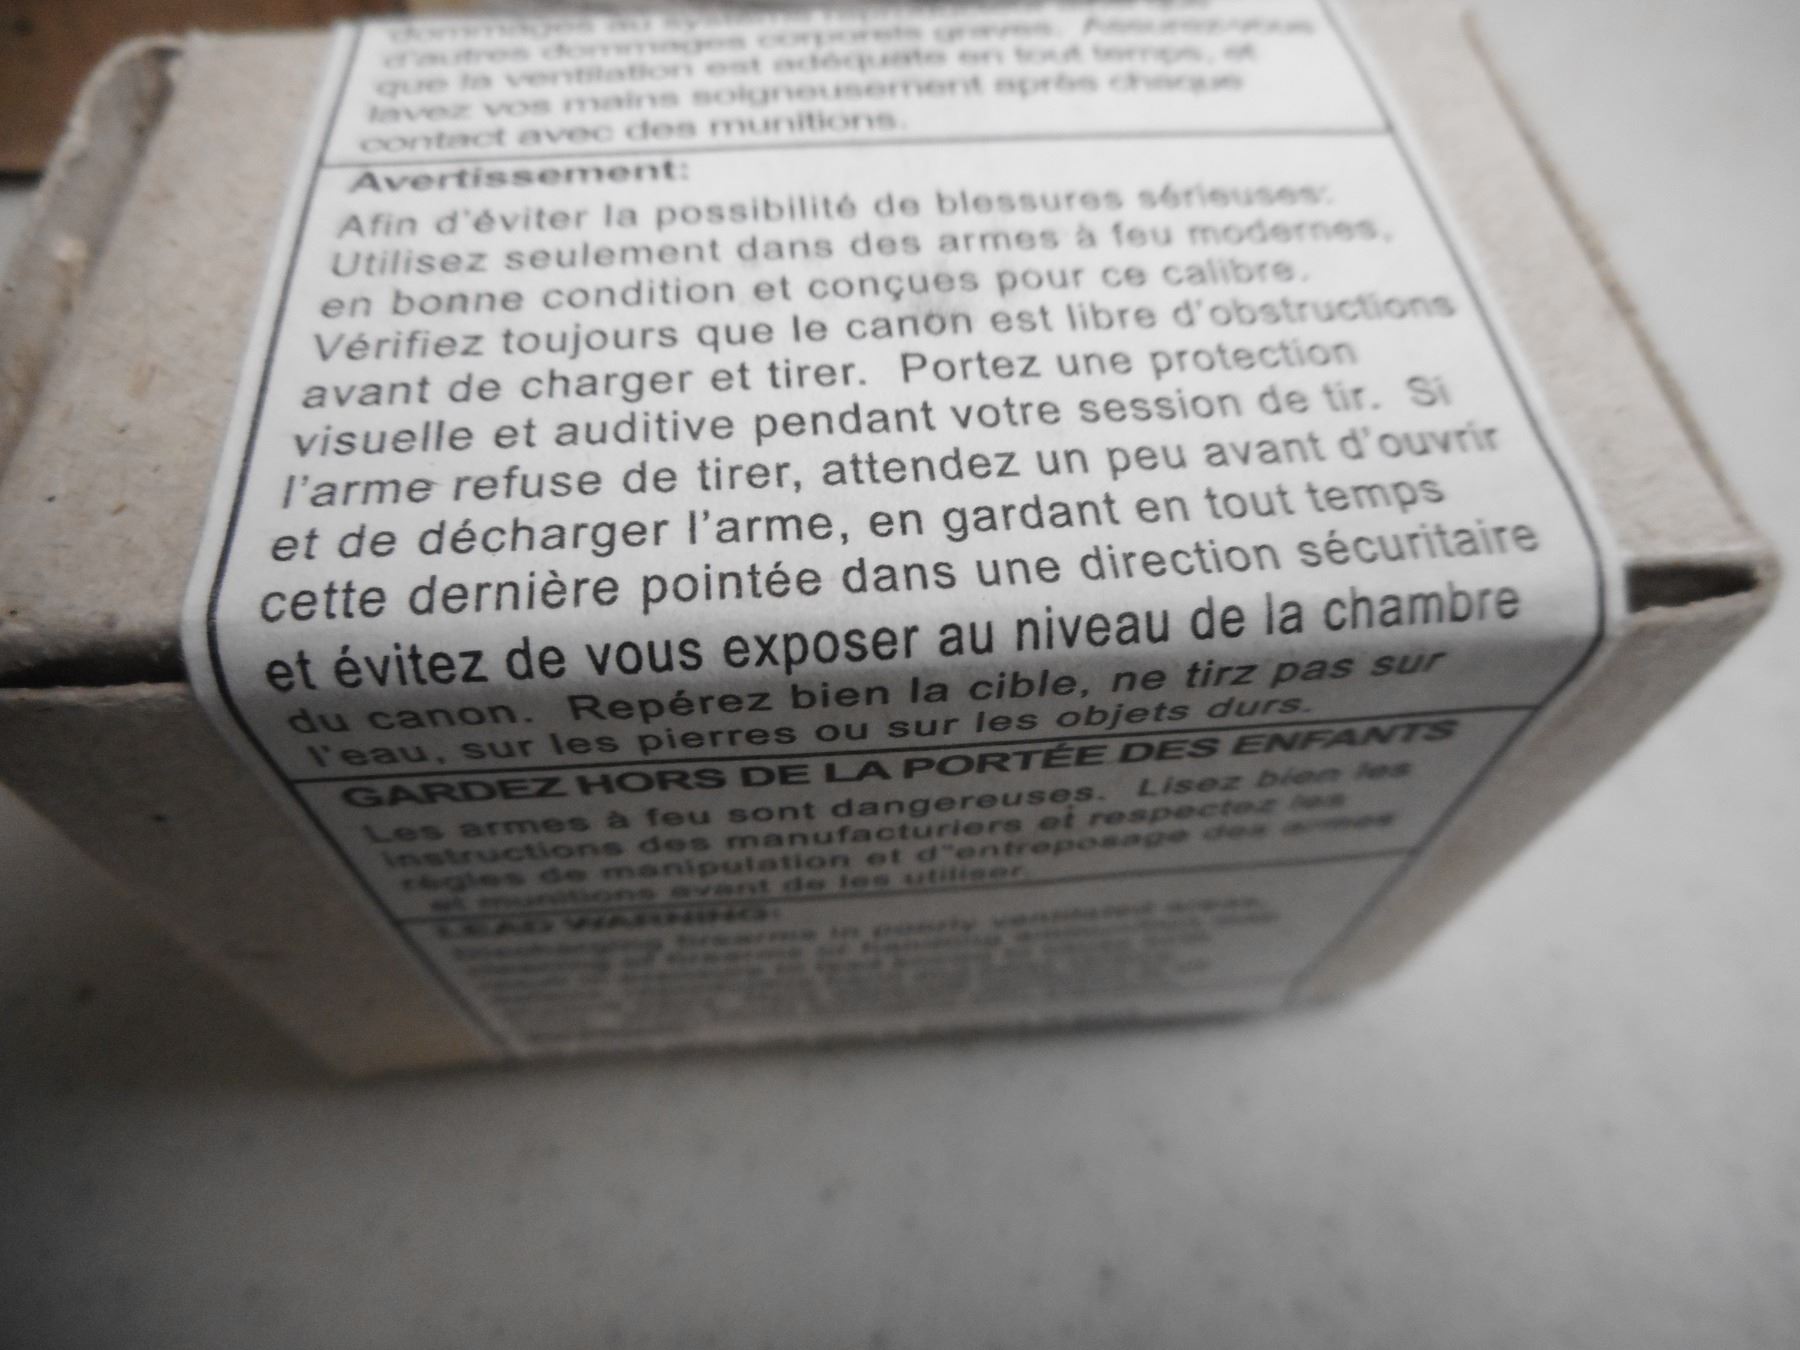 dommages au système
d'autres dommages corporels graves. Assurez-vous
que la ventilation est adéquate en tout temps, et
lavez vos mains soigneusement après chaque
contact avec des munitions.
Avertissement:
Afin d'éviter la possibilité de blessures sérieuses:
Utilisez seulement dans des armes à feu modernes,
en bonne condition et conçues pour ce calibre.
Vérifiez toujours que le canon est libre d'obstructions
avant de charger et tirer. Portez une protection
visuelle et auditive pendant votre session de tir. Si
l'arme refuse de tirer, attendez un peu avant d'ouvrir
et de décharger l'arme, en gardant en tout temps
cette dernière pointée dans une direction sécuritaire
et évitez de vous exposer au niveau de la chambre
du canon. Repérez bien la cible, ne tirz pas sur
l'eau, sur les pierres ou sur les objets durs.
GARDEZ HORS DE LA PORTÉE DES ENFANTS
Les armes à feu sont dangereuses. Lisez bien les
instructions des manufacturiers et respectez les
règles de manipulation et d"entreposage des armes
et munitions avant de les utiliser.
LEAD WARNING:
Discharging firearms in poorly ventilated areas,